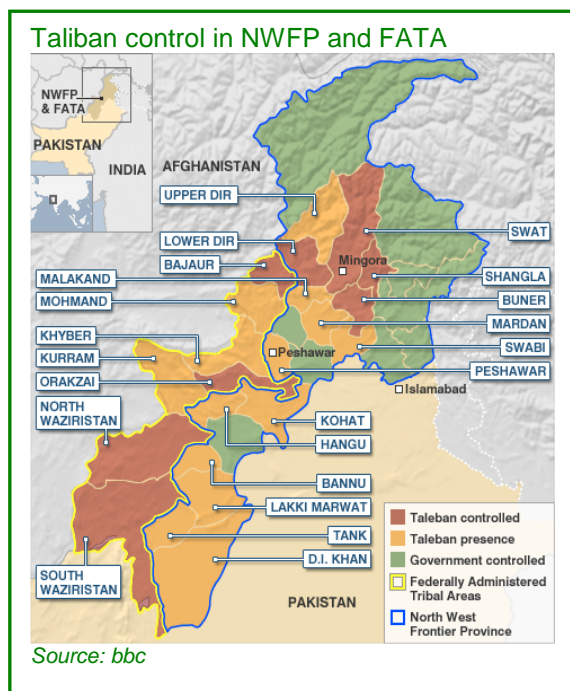 Taliban control in NWFP and FATA
NWFP
& FATA
PAKISTAN
INDIA
AFGHANISTAN
UPPER DIR
LOWER DIR
BAJAUR
MALAKAND
MOHMAND
KHYBER
KURRAM
ORAKZAI
NORTH
WAZIRISTAN
SOUTH
WAZIRISTAN
Mingora
Peshawar
Islamabad
SWAT
SHANGLA
BUNER
MARDAN
SWABI
PESHAWAR
KOHAT
HANGU
BANNU
LAKKI MARWAT
TANK
D.I. KHAN
PAKISTAN
Taleban controlled
Taleban presence
Government controlled
Federally Administered
Tribal Areas
North West
Frontier Province
Source: bbc